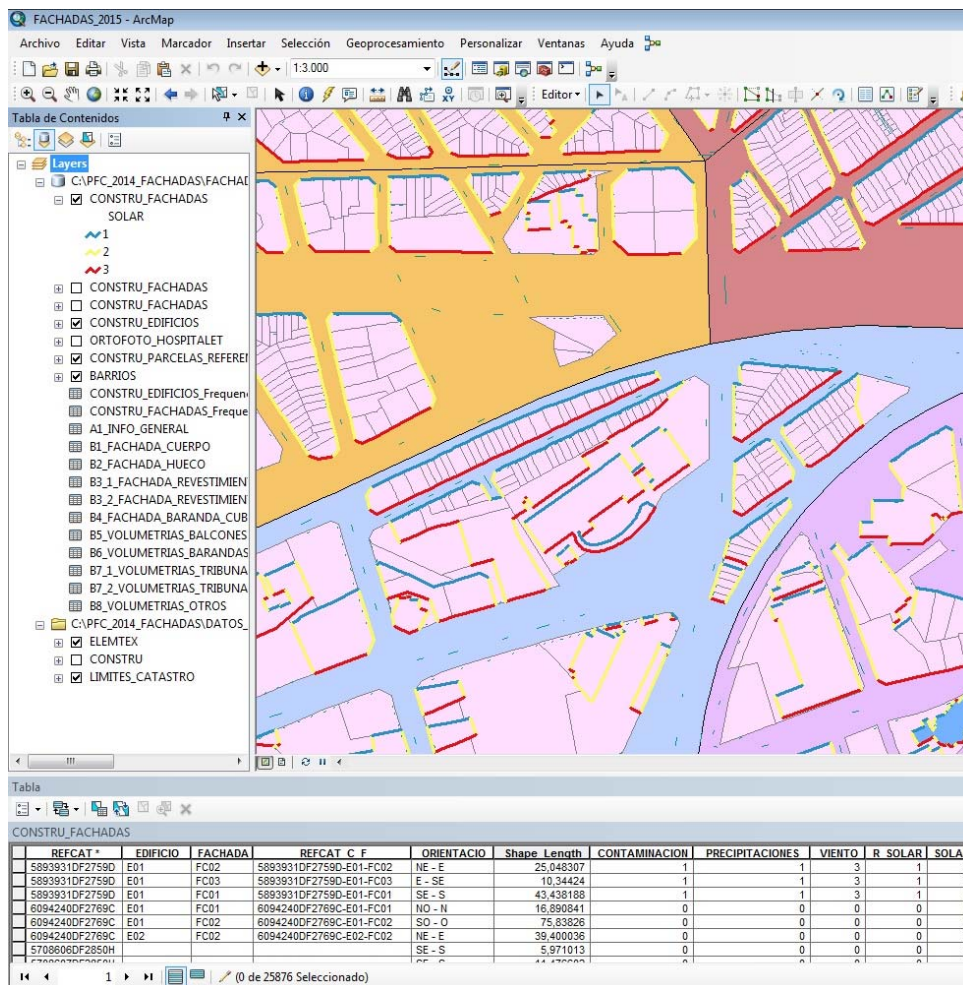 FACHADAS_2015 - ArcMap
Archivo Editar Vista Marcador Insertar Selección Geoprocesamiento Personalizar Ventanas Ayuda
1:3.000
Editor
Tabla de Contenidos
Layers
C:\PFC_2014_FACHADAS\FACHAD
CONSTRU_FACHADAS
SOLAR
1
2
3
CONSTRU_FACHADAS
CONSTRU_FACHADAS
CONSTRU_EDIFICIOS
ORTOFOTO_HOSPITALET
CONSTRU_PARCELAS_REFEREN
BARRIOS
CONSTRU_EDIFICIOS_Frequen
CONSTRU_FACHADAS_Freque
A1_INFO_GENERAL
B1_FACHADA_CUERPO
B2_FACHADA_HUECO
B3_1_FACHADA_REVESTIMIEN
B3_2_FACHADA_REVESTIMIEN
B4_FACHADA_BARANDA_CUB
B5_VOLUMETRIAS_BALCONES
B6_VOLUMETRIAS_BARANDAS
B7_1_VOLUMETRIAS_TRIBUNA
B7_2_VOLUMETRIAS_TRIBUNA
B8_VOLUMETRIAS_OTROS
C:\PFC_2014_FACHADAS\DATOS_
ELEMTEX
CONSTRU
LIMITES_CATASTRO
Tabla
CONSTRU_FACHADAS
REFCAT * EDIFICIO FACHADA REFCAT_C_F ORIENTACIO Shape_Length CONTAMINACION PRECIPITACIONES VIENTO R_SOLAR SOLA
5893931DF2759D E01 FC02 5893931DF2759D-E01-FC02 NE - E 25,048307 1 1 3 1
5893931DF2759D E01 FC03 5893931DF2759D-E01-FC03 E - SE 10,34424 1 1 3 1
5893931DF2759D E01 FC01 5893931DF2759D-E01-FC01 SE - S 43,438188 1 1 3 1
6094240DF2769C E01 FC01 6094240DF2769C-E01-FC01 NO - N 16,890841 0 0 0 0
6094240DF2769C E01 FC02 6094240DF2769C-E01-FC02 SO - O 75,83826 0 0 0 0
6094240DF2769C E02 FC02 6094240DF2769C-E02-FC02 NE - E 39,400036 0 0 0 0
5708606DF2850H SE - S 5,971013 0 0 0 0
1 (0 de 25876 Seleccionado)